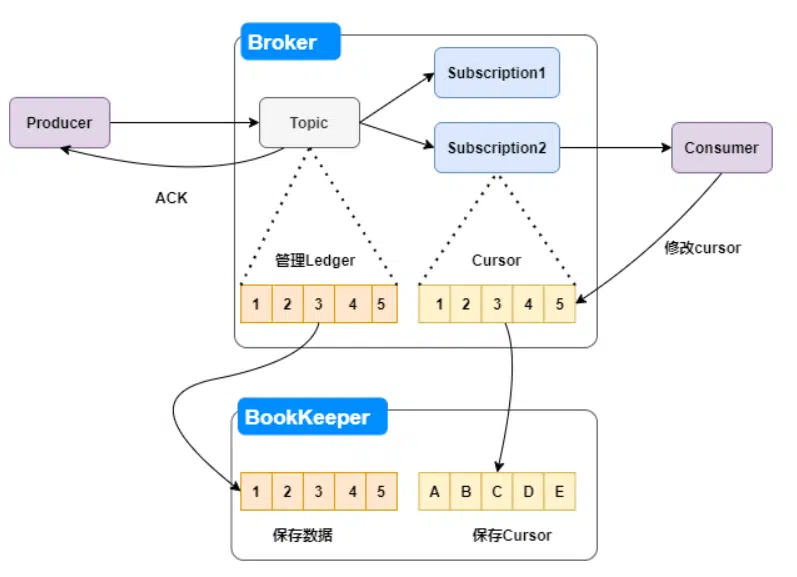 Broker
Subscription1
Producer
Topic
Subscription2
Consumer
ACK
管理Ledger
Cursor
修改cursor
1 2 3 4 5
1 2 3 4 5
BookKeeper
1 2 3 4 5
A B C D E
保存数据
保存Cursor